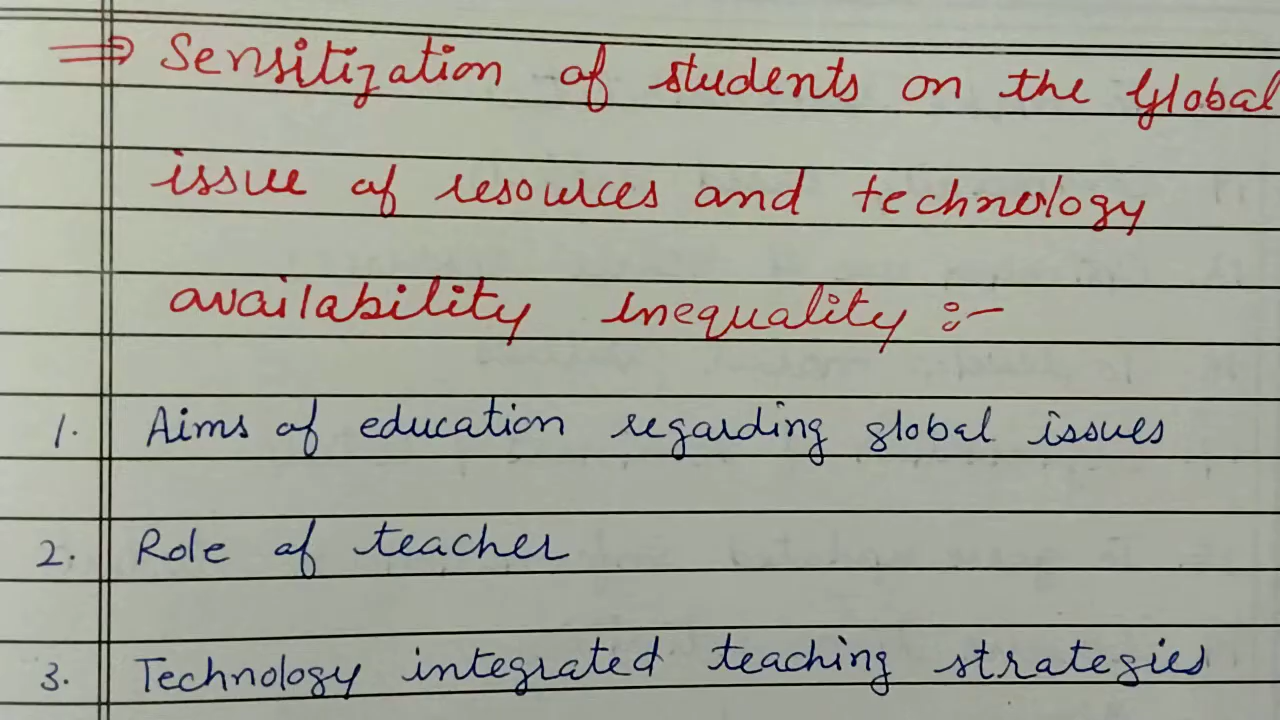 ⇒ Sensitization of students on the Global
issue of resources and technology
availability inequality :-
1. Aims of education regarding global issues
2. Role of teacher
3. Technology integrated teaching strategies